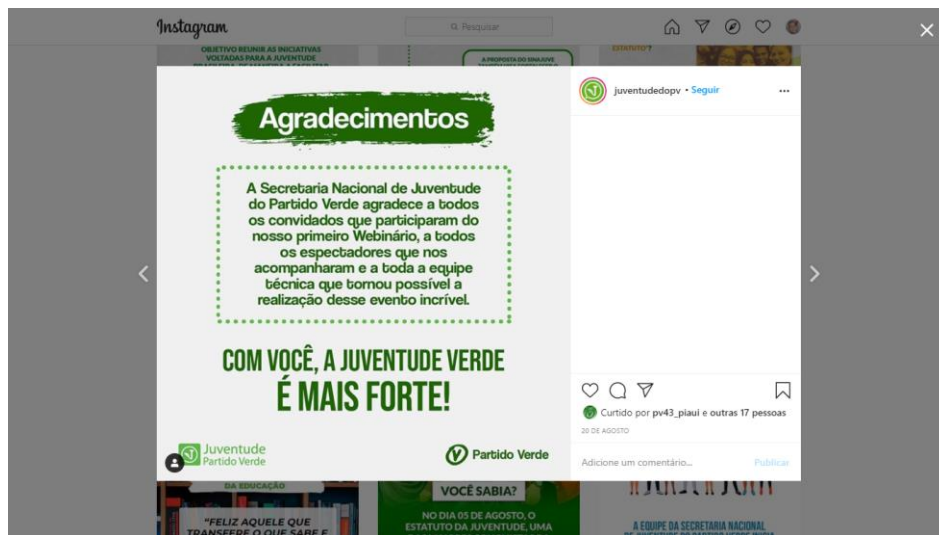 Instagram
Pesquisar
OBJETIVO REUNIR AS INICIATIVAS
VOLTADAS PARA A JUVENTUDE
A PROPOSTA DO SINAJUVE
ESTATUTO?
Agradecimentos
A Secretaria Nacional de Juventude
do Partido Verde agradece a todos
os convidados que participaram do
nosso primeiro Webinário, a todos
os espectadores que nos
acompanharam e a toda a equipe
técnica que tornou possível a
realização desse evento incrível.
COM VOCÊ, A JUVENTUDE VERDE
É MAIS FORTE!
Juventude
Partido Verde
Partido Verde
juventudedopv • Seguir
Curtido por pv43_piaui e outras 17 pessoas
20 DE AGOSTO
Adicione um comentário...
Publicar
DA EDUCAÇÃO
"FELIZ AQUELE QUE
TRANSFERE O QUE SABE E
VOCÊ SABIA?
NO DIA 05 DE AGOSTO, O
ESTATUTO DA JUVENTUDE, UMA
A EQUIPE DA SECRETARIA NACIONAL